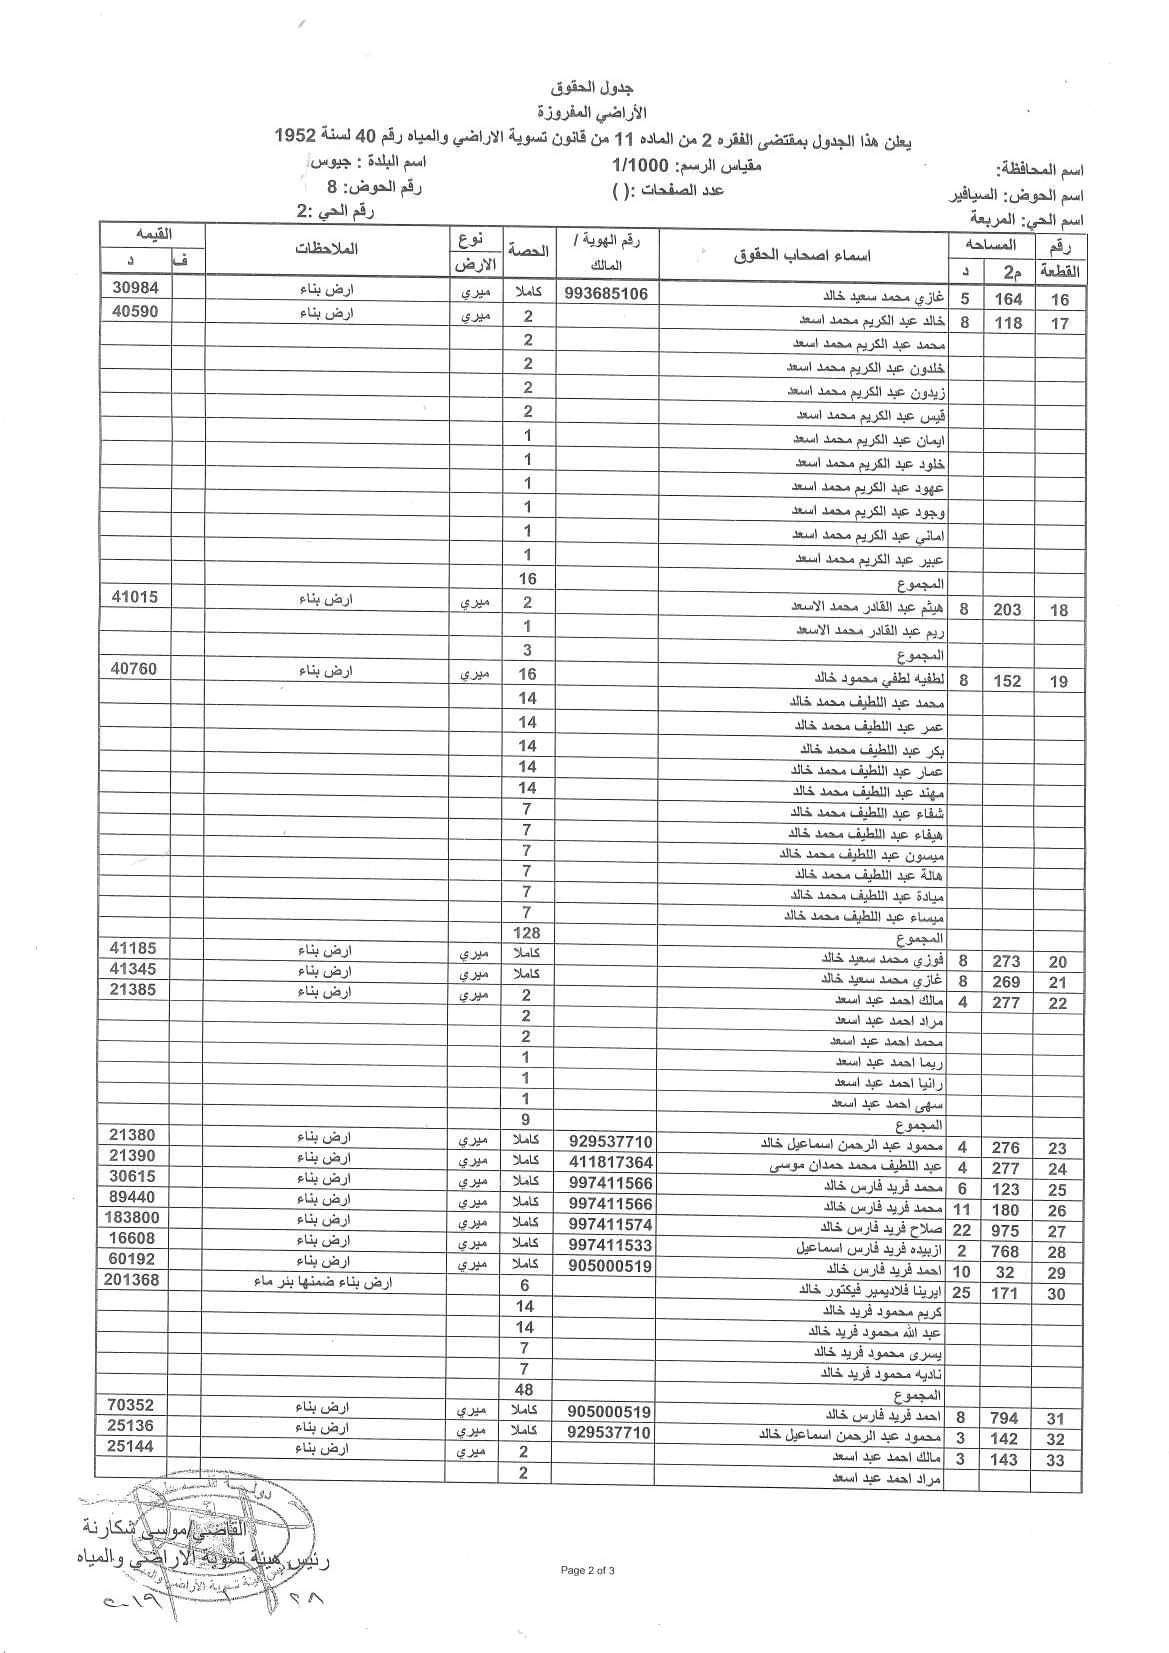 جدول الحقوق
الأراضي المفروزة
يعلن هذا الجدول بمقتضى الفقره 2 من الماده 11 من قانون تسوية الاراضي والمياه رقم 40 لسنة 1952
اسم المحافظة: مقياس الرسم: 1/1000 اسم البلدة : جيوس
اسم الحوض: السيافير عدد الصفحات :( ) رقم الحوض: 8
اسم الحي: المربعة رقم الحي :2
رقم القطعة المساحه م2 د اسماء اصحاب الحقوق رقم الهوية / المالك الحصة نوع الارض الملاحظات القيمه ف د
16 164 5 غازي محمد سعيد خالد 993685106 كاملا ميري ارض بناء 30984
17 118 8 خالد عبد الكريم محمد اسعد 2 ميري ارض بناء 40590
محمد عبد الكريم محمد اسعد 2
خلدون عبد الكريم محمد اسعد 2
زيدون عبد الكريم محمد اسعد 2
قيس عبد الكريم محمد اسعد 2
ايمان عبد الكريم محمد اسعد 1
خلود عبد الكريم محمد اسعد 1
عهود عبد الكريم محمد اسعد 1
وجود عبد الكريم محمد اسعد 1
اماني عبد الكريم محمد اسعد 1
عبير عبد الكريم محمد اسعد 1
المجموع 16
18 203 8 هيثم عبد القادر محمد الاسعد 2 ميري ارض بناء 41015
ريم عبد القادر محمد الاسعد 1
المجموع 3
19 152 8 لطفيه لطفي محمود خالد 16 ميري ارض بناء 40760
محمد عبد اللطيف محمد خالد 14
عمر عبد اللطيف محمد خالد 14
بكر عبد اللطيف محمد خالد 14
عمار عبد اللطيف محمد خالد 14
مهند عبد اللطيف محمد خالد 14
شفاء عبد اللطيف محمد خالد 7
هيفاء عبد اللطيف محمد خالد 7
ميسون عبد اللطيف محمد خالد 7
هالة عبد اللطيف محمد خالد 7
ميادة عبد اللطيف محمد خالد 7
ميساء عبد اللطيف محمد خالد 7
المجموع 128
20 273 8 فوزي محمد سعيد خالد كاملا ميري ارض بناء 41185
21 269 8 غازي محمد سعيد خالد كاملا ميري ارض بناء 41345
22 277 4 مالك احمد عبد اسعد 2 ميري ارض بناء 21385
مراد احمد عبد اسعد 2
محمد احمد عبد اسعد 2
ريما احمد عبد اسعد 1
رانيا احمد عبد اسعد 1
سهى احمد عبد اسعد 1
المجموع 9
23 276 4 محمود عبد الرحمن اسماعيل خالد 929537710 كاملا ميري ارض بناء 21380
24 277 4 عبد اللطيف محمد حمدان موسى 411817364 كاملا ميري ارض بناء 21390
25 123 6 محمد فريد فارس خالد 997411566 كاملا ميري ارض بناء 30615
26 180 11 محمد فريد فارس خالد 997411566 كاملا ميري ارض بناء 89440
27 975 22 صلاح فريد فارس خالد 997411574 كاملا ميري ارض بناء 183800
28 768 2 ازبيده فريد فارس اسماعيل 997411533 كاملا ميري ارض بناء 16608
29 32 10 احمد فريد فارس خالد 905000519 كاملا ميري ارض بناء 60192
30 171 25 ايرينا فلاديمير فيكتور خالد 6 ارض بناء ضمنها بئر ماء 201368
كريم محمود فريد خالد 14
عبد الله محمود فريد خالد 14
يسرى محمود فريد خالد 7
ناديه محمود فريد خالد 7
المجموع 48
31 794 8 احمد فريد فارس خالد 905000519 كاملا ميري ارض بناء 70352
32 142 3 محمود عبد الرحمن اسماعيل خالد 929537710 كاملا ميري ارض بناء 25136
33 143 3 مالك احمد عبد اسعد 2 ميري ارض بناء 25144
مراد احمد عبد اسعد 2
القاضي/موسى شكارنة
رئيس هيئة تسوية الاراضي والمياه
Page 2 of 3